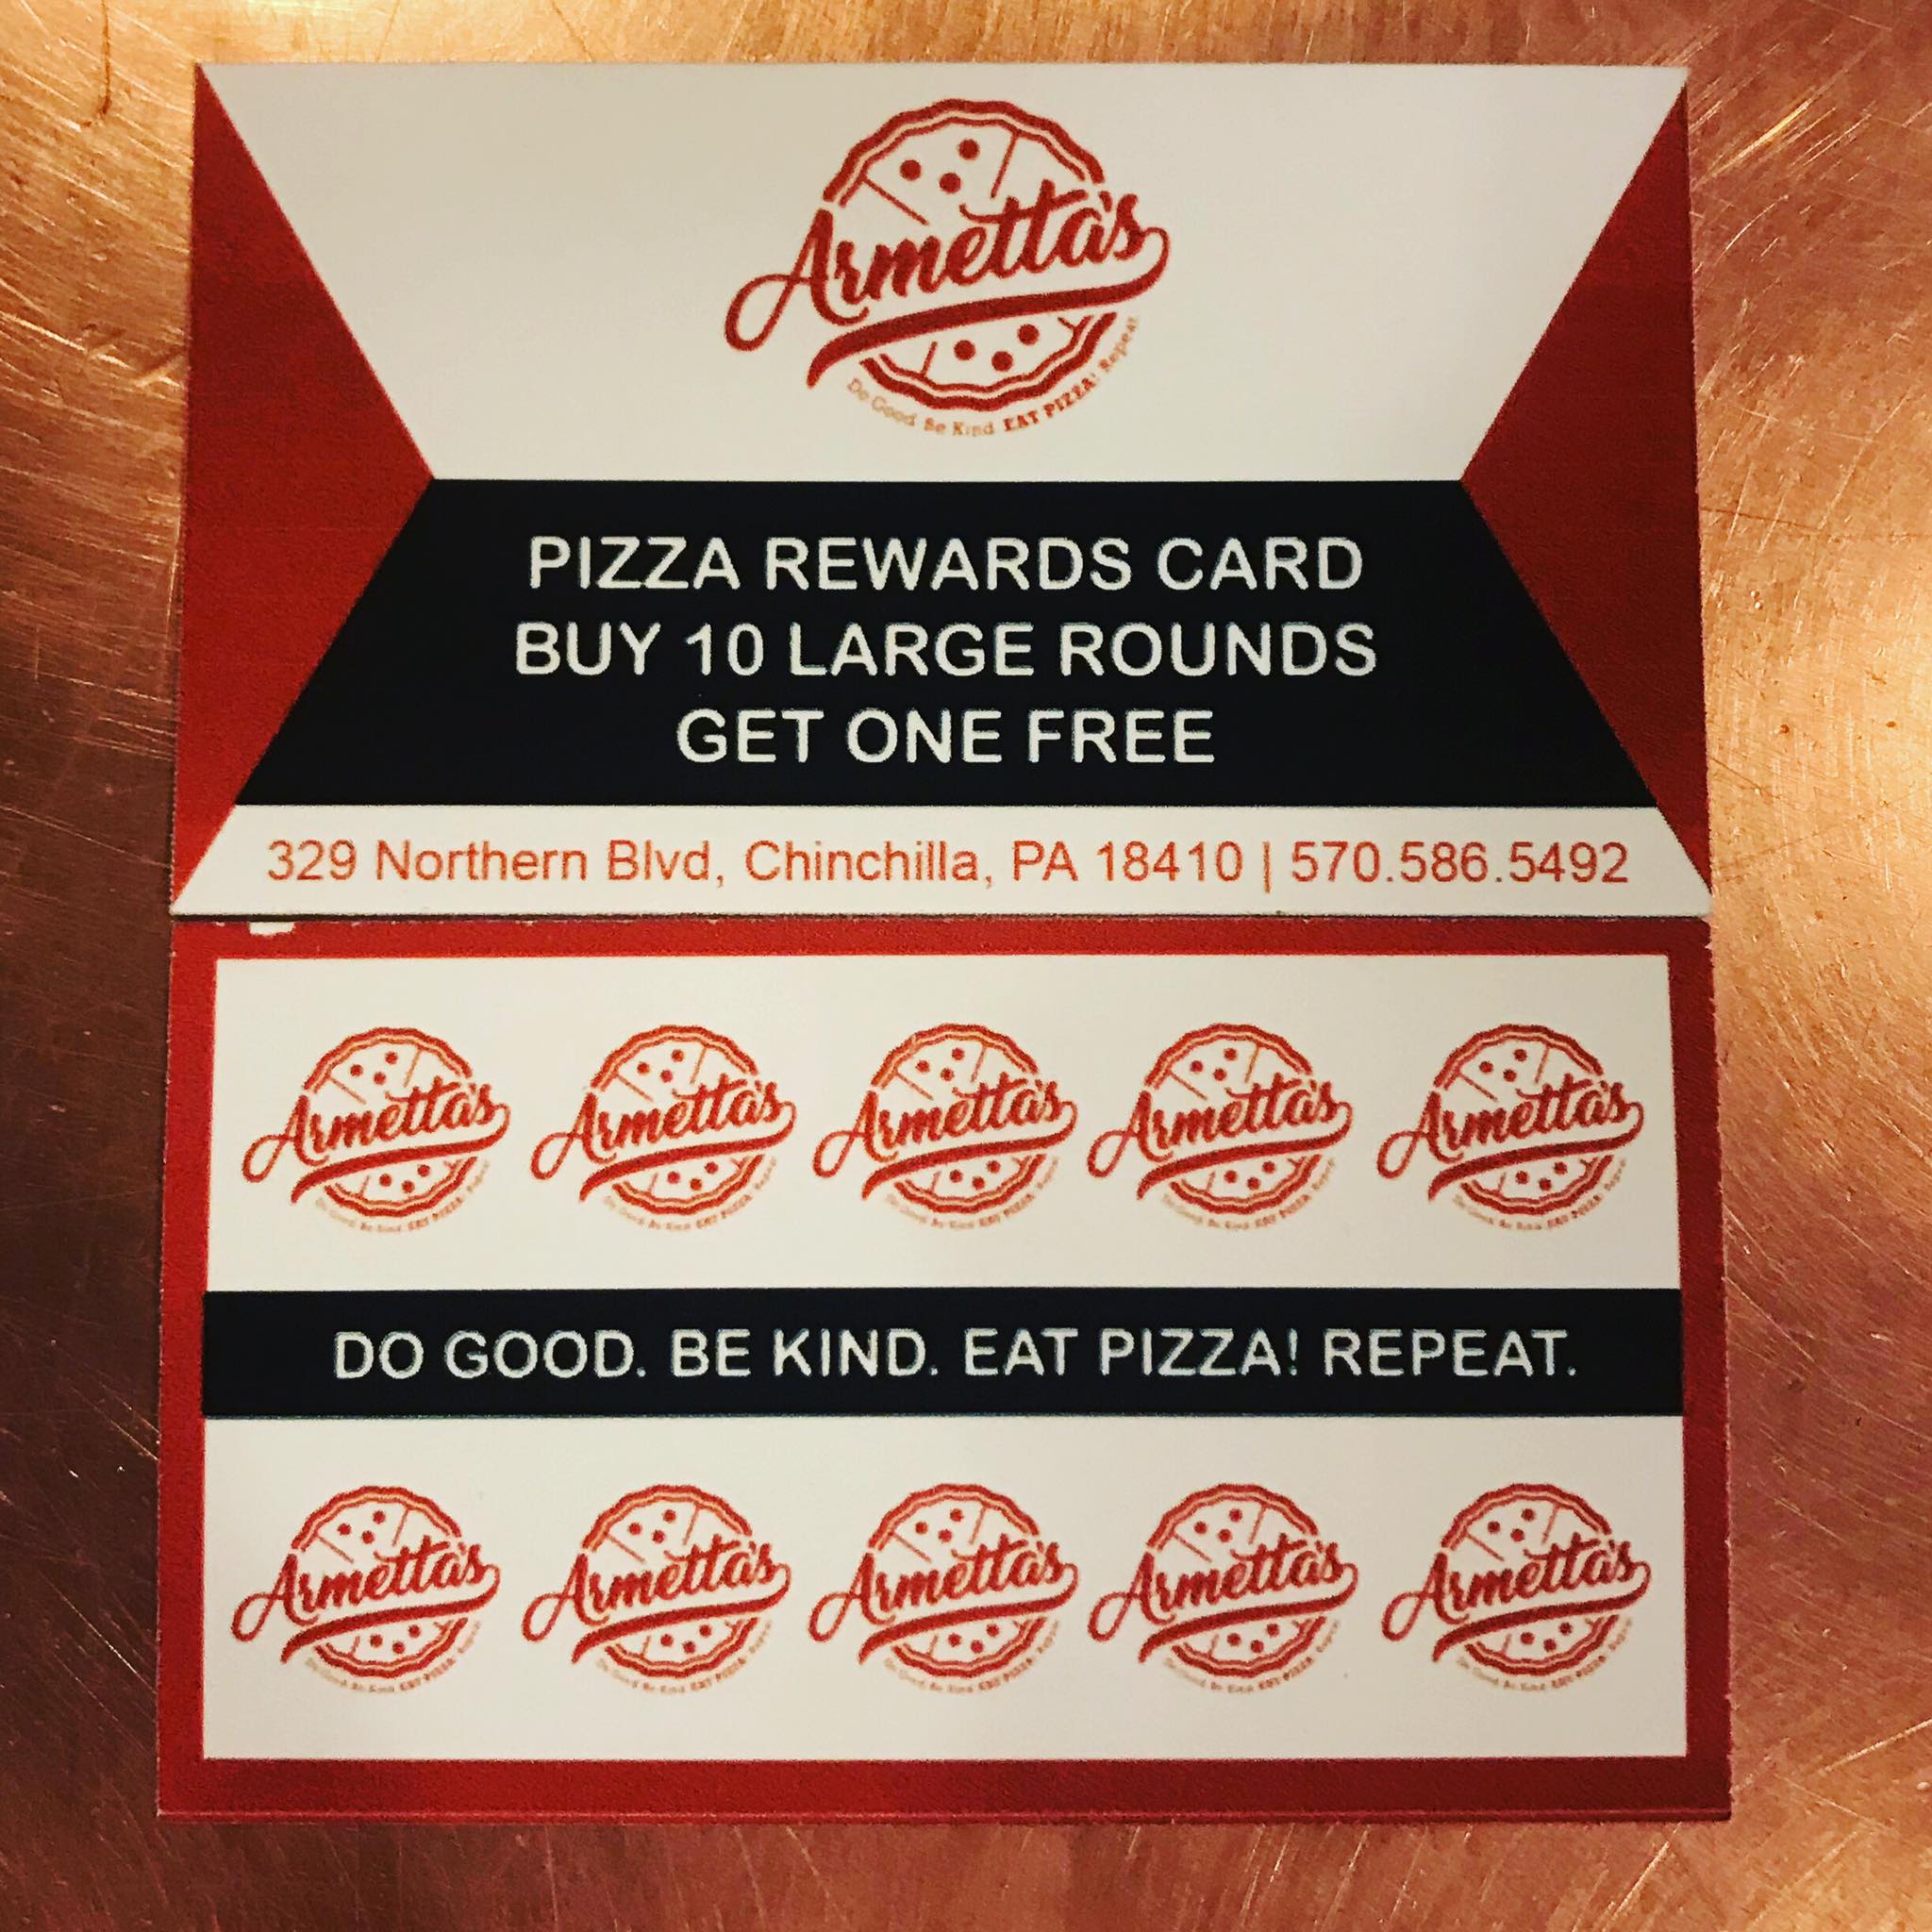 Armetta's
Do Good. Be Kind. EAT PIZZA! Repeat.
PIZZA REWARDS CARD
BUY 10 LARGE ROUNDS
GET ONE FREE
329 Northern Blvd, Chinchilla, PA 18410 | 570.586.5492
Armetta's Armetta's Armetta's Armetta's Armetta's
DO GOOD. BE KIND. EAT PIZZA! REPEAT.
Armetta's Armetta's Armetta's Armetta's Armetta's